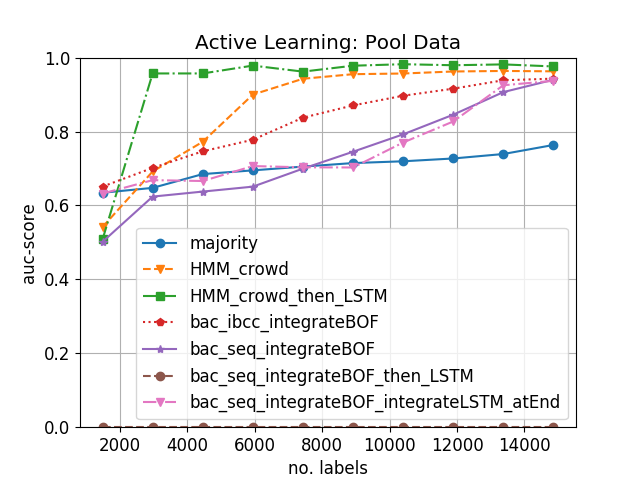 Active Learning: Pool Data
auc-score
1.0
0.8
0.6
0.4
0.2
0.0
majority
HMM_crowd
HMM_crowd_then_LSTM
bac_ibcc_integrateBOF
bac_seq_integrateBOF
bac_seq_integrateBOF_then_LSTM
bac_seq_integrateBOF_integrateLSTM_atEnd
2000 4000 6000 8000 10000 12000 14000
no. labels